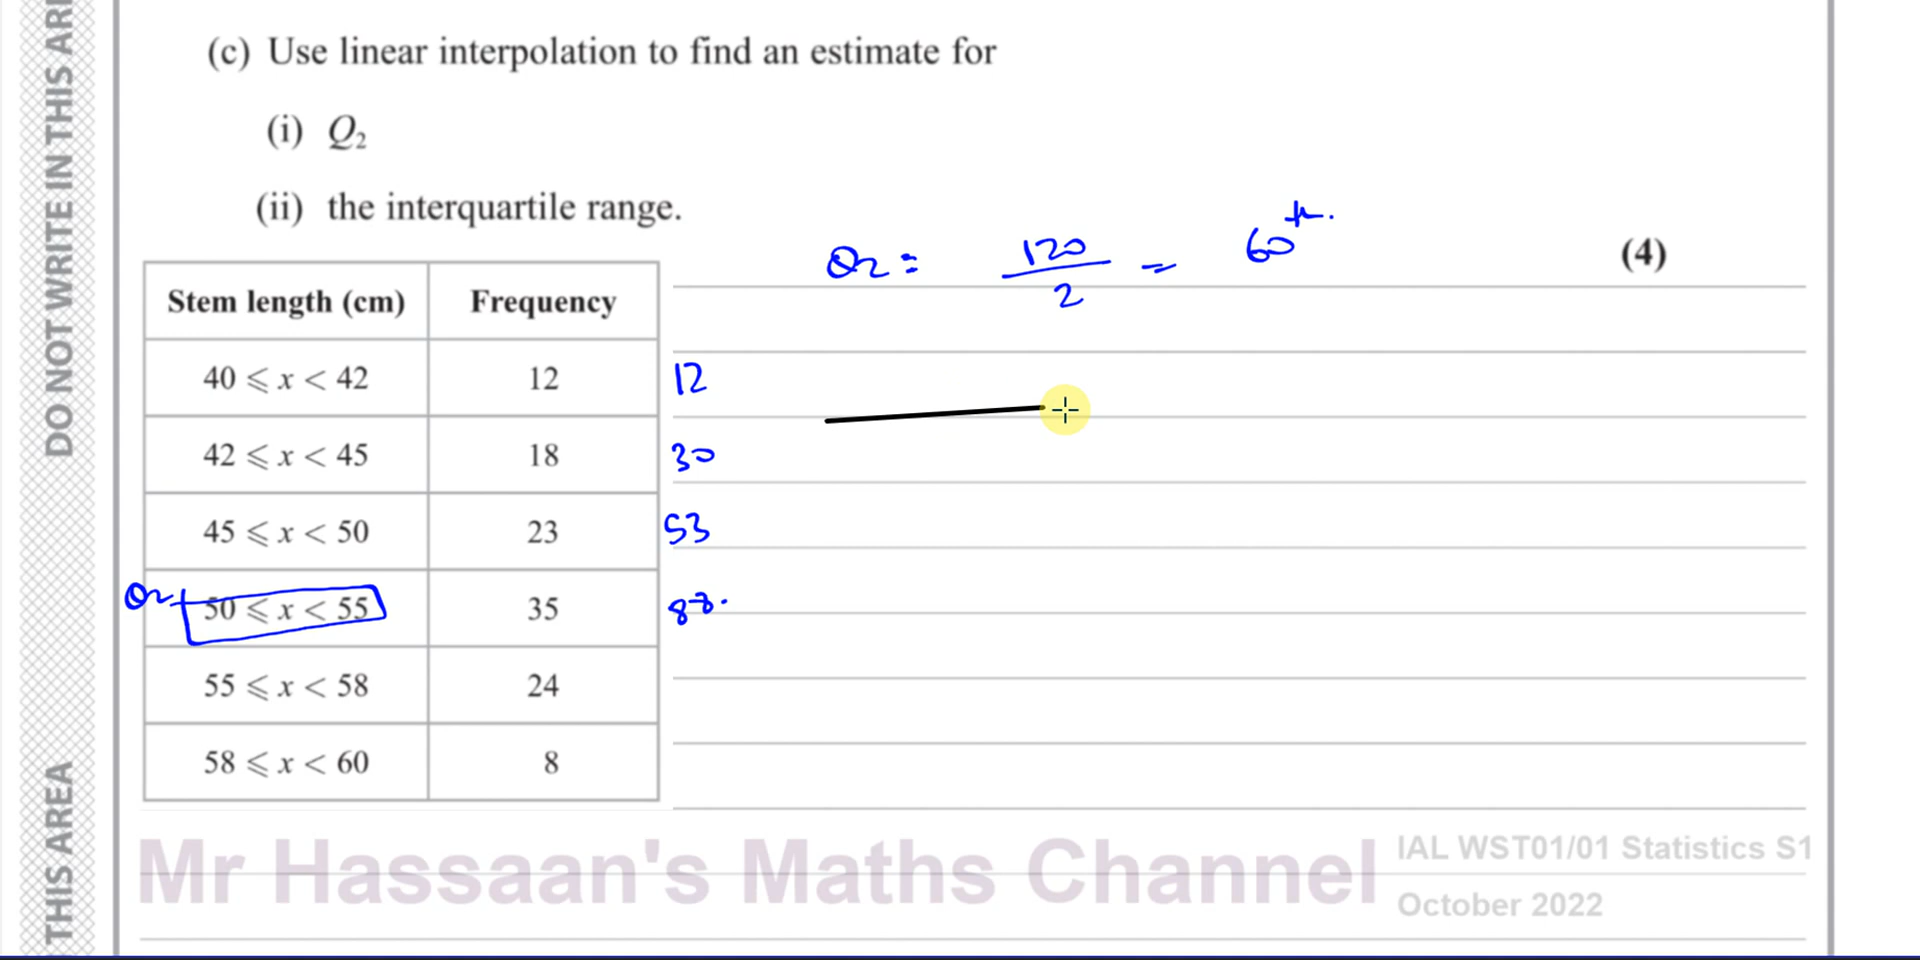 DO NOT WRITE IN THIS AR
(c) Use linear interpolation to find an estimate for
(i) Q₂
(ii) the interquartile range.
(4)
Q₂ = 120/2 = 60th.
Stem length (cm) Frequency
40 ⩽ x < 42 12 12
42 ⩽ x < 45 18 30
45 ⩽ x < 50 23 53
Q₂ 50 ⩽ x < 55 35 88.
55 ⩽ x < 58 24
58 ⩽ x < 60 8
THIS AREA
Mr Hassaan's Maths Channel
IAL WST01/01 Statistics S1
October 2022